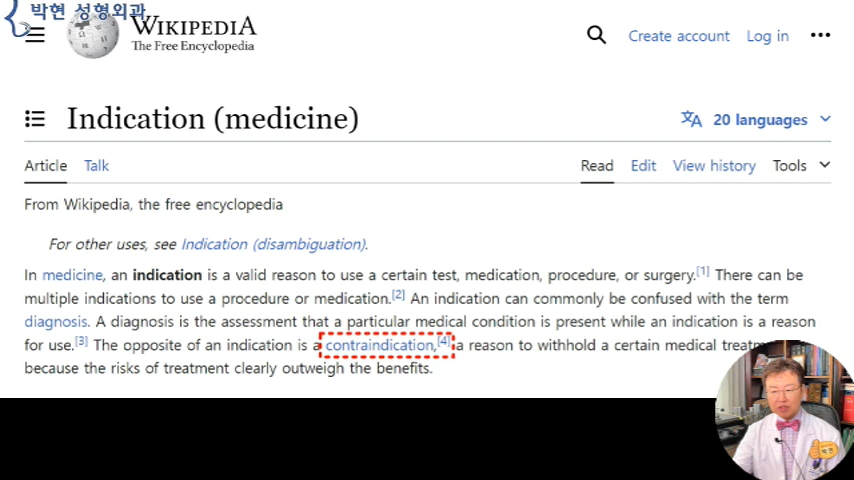 박현 성형외과
WIKIPEDIA
The Free Encyclopedia
Create account Log in
Indication (medicine)
20 languages
Article Talk Read Edit View history Tools
From Wikipedia, the free encyclopedia
For other uses, see Indication (disambiguation).
In medicine, an indication is a valid reason to use a certain test, medication, procedure, or surgery.[1] There can be
multiple indications to use a procedure or medication.[2] An indication can commonly be confused with the term
diagnosis. A diagnosis is the assessment that a particular medical condition is present while an indication is a reason
for use.[3] The opposite of an indication is a contraindication,[4] a reason to withhold a certain medical
because the risks of treatment clearly outweigh the benefits.